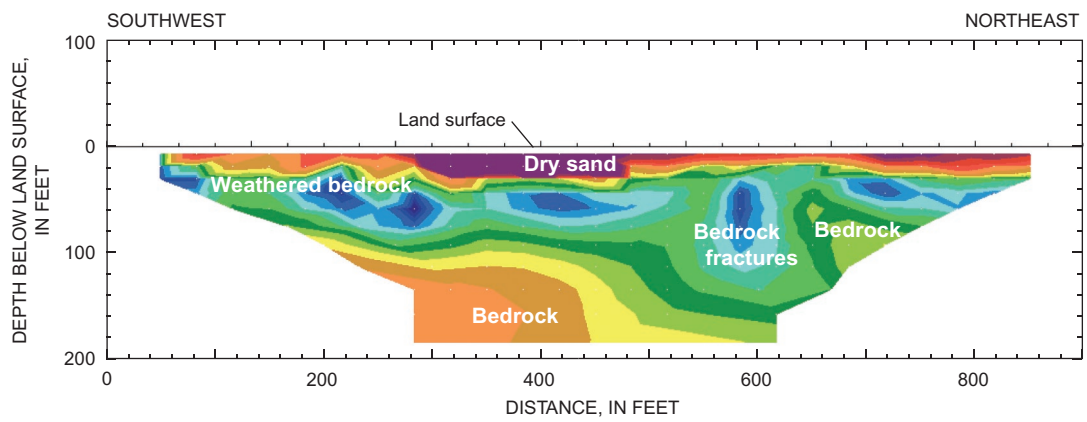 SOUTHWEST
NORTHEAST
DEPTH BELOW LAND SURFACE,
IN FEET
100
0
100
200
Land surface
Dry sand
Weathered bedrock
Bedrock
fractures
Bedrock
Bedrock
0
200
400
600
800
DISTANCE, IN FEET